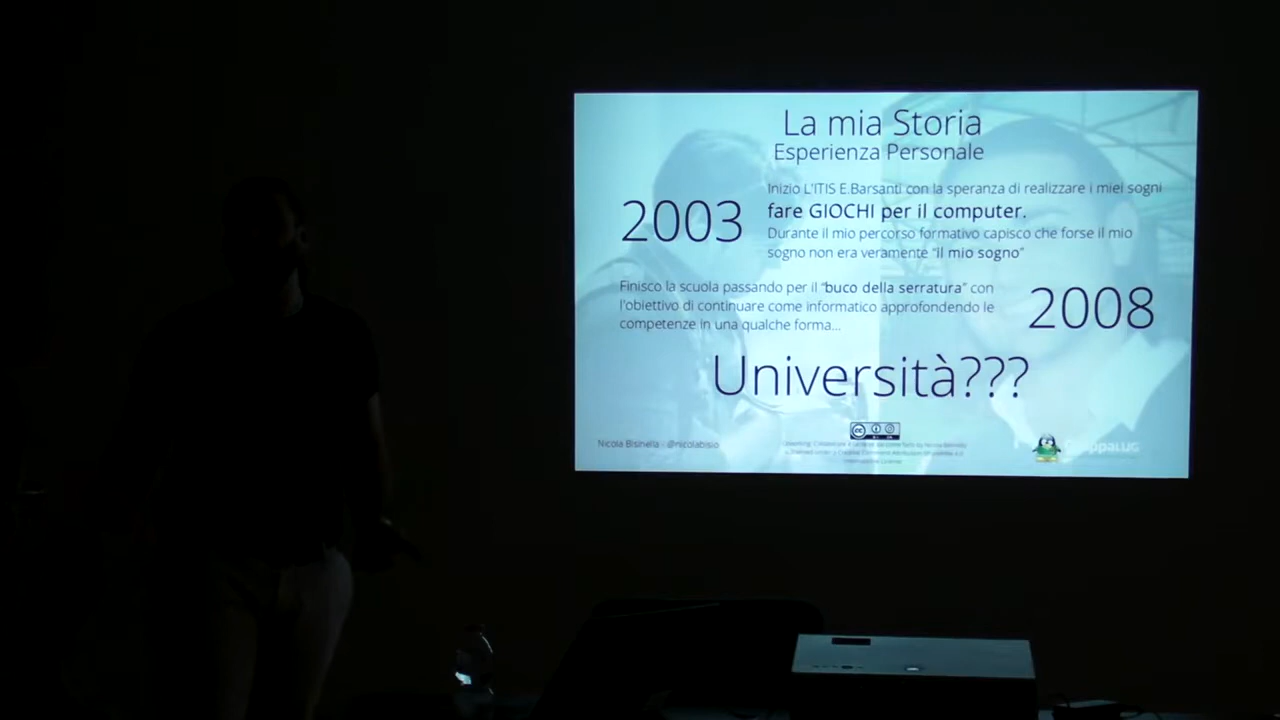 La mia Storia
Esperienza Personale
2003
Inizio L'ITIS E.Barsanti con la speranza di realizzare i miei sogni
fare GIOCHI per il computer.
Durante il mio percorso formativo capisco che forse il mio
sogno non era veramente “il mio sogno”
Finisco la scuola passando per il “buco della serratura” con
l'obiettivo di continuare come informatico approfondendo le
competenze in una qualche forma...
2008
Università???
Nicola Bisinella - @nicolabisio